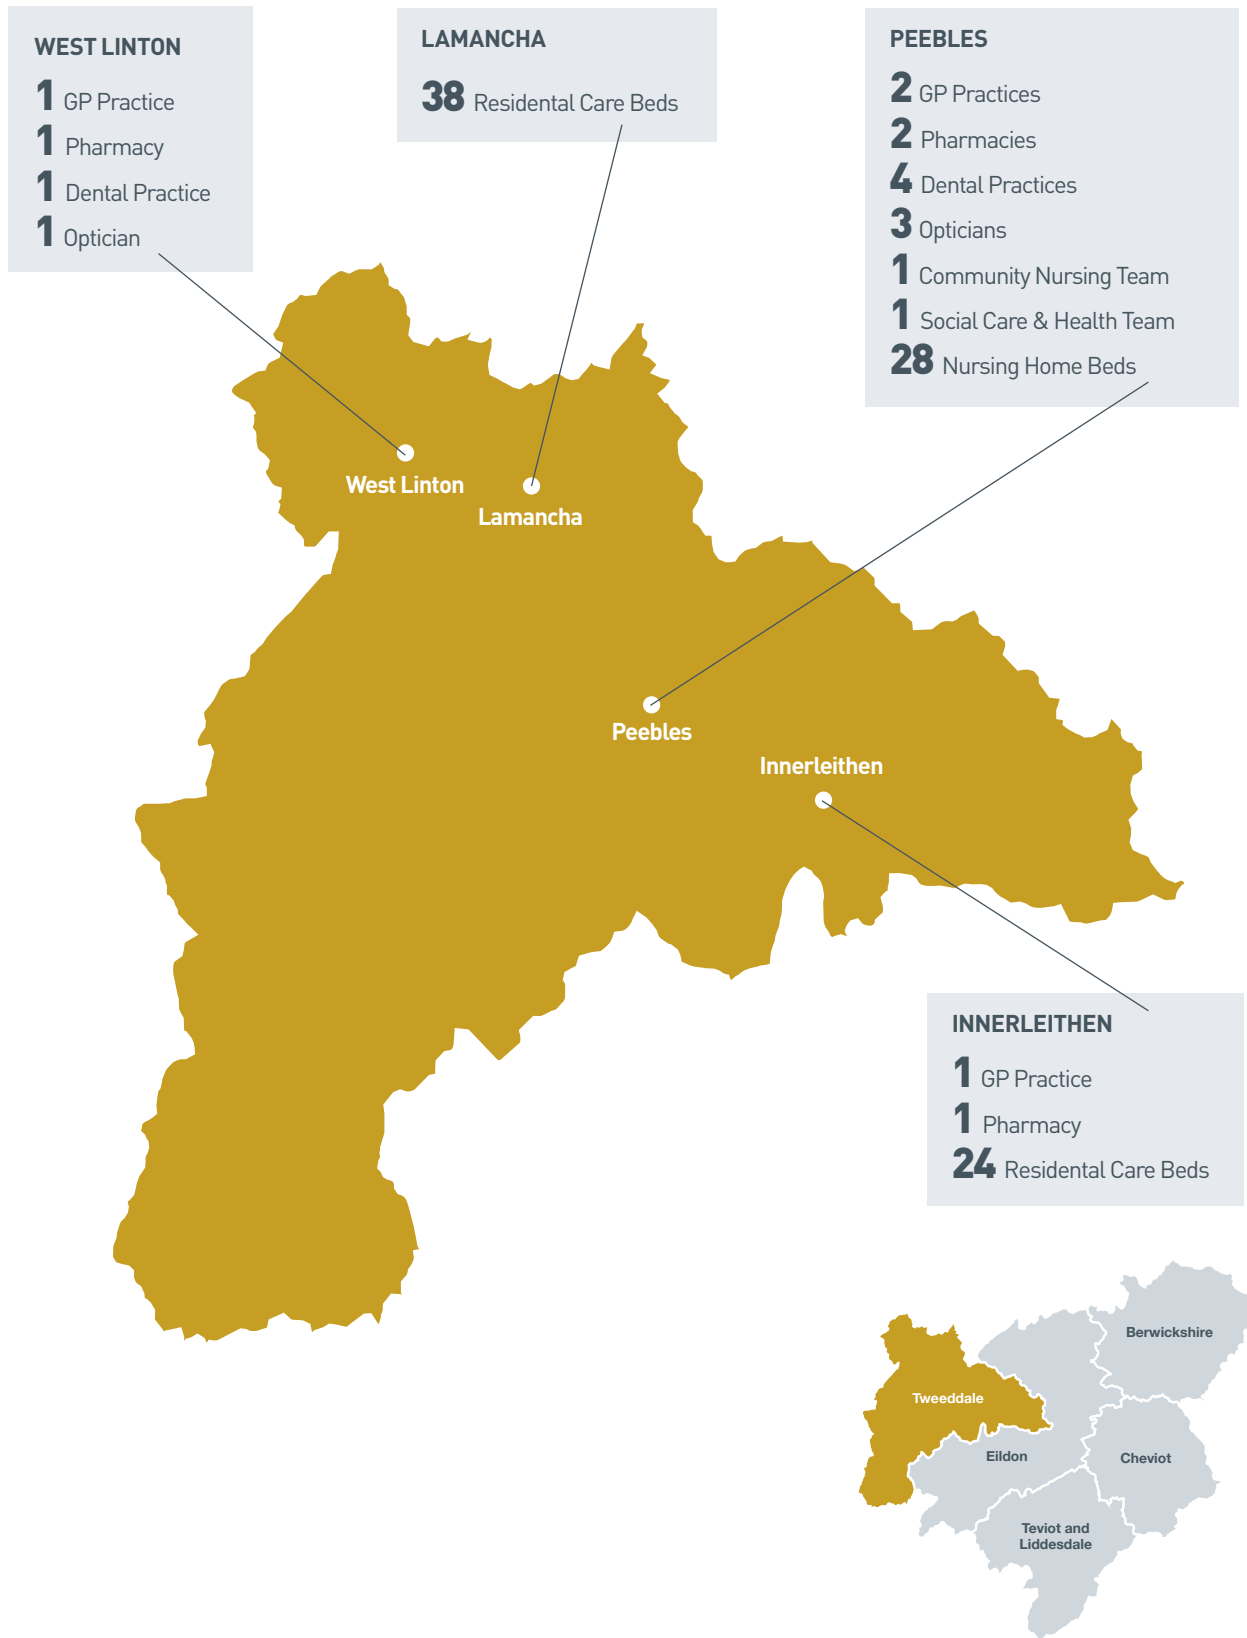 WEST LINTON
1 GP Practice
1 Pharmacy
1 Dental Practice
1 Optician
LAMANCHA
38 Residental Care Beds
PEEBLES
2 GP Practices
2 Pharmacies
4 Dental Practices
3 Opticians
1 Community Nursing Team
1 Social Care & Health Team
28 Nursing Home Beds
West Linton
Lamancha
Peebles
Innerleithen
INNERLEITHEN
1 GP Practice
1 Pharmacy
24 Residental Care Beds
Berwickshire
Tweeddale
Eildon
Cheviot
Teviot and
Liddesdale